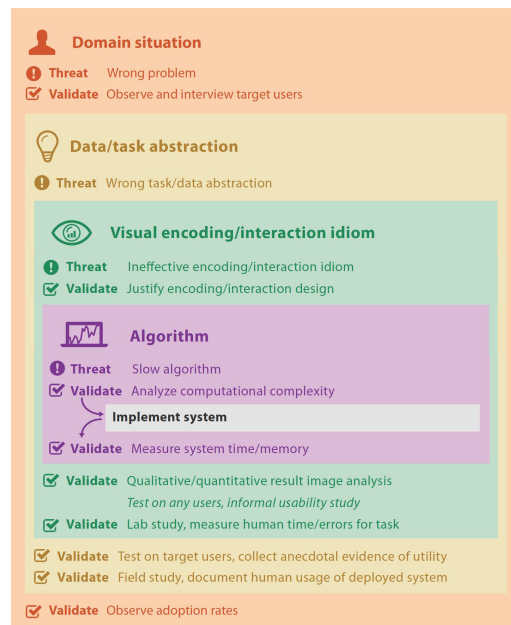 Domain situation
Threat Wrong problem
Validate Observe and interview target users
Data/task abstraction
Threat Wrong task/data abstraction
Visual encoding/interaction idiom
Threat Ineffective encoding/interaction idiom
Validate Justify encoding/interaction design
Algorithm
Threat Slow algorithm
Validate Analyze computational complexity
Implement system
Validate Measure system time/memory
Validate Qualitative/quantitative result image analysis
Test on any users, informal usability study
Validate Lab study, measure human time/errors for task
Validate Test on target users, collect anecdotal evidence of utility
Validate Field study, document human usage of deployed system
Validate Observe adoption rates